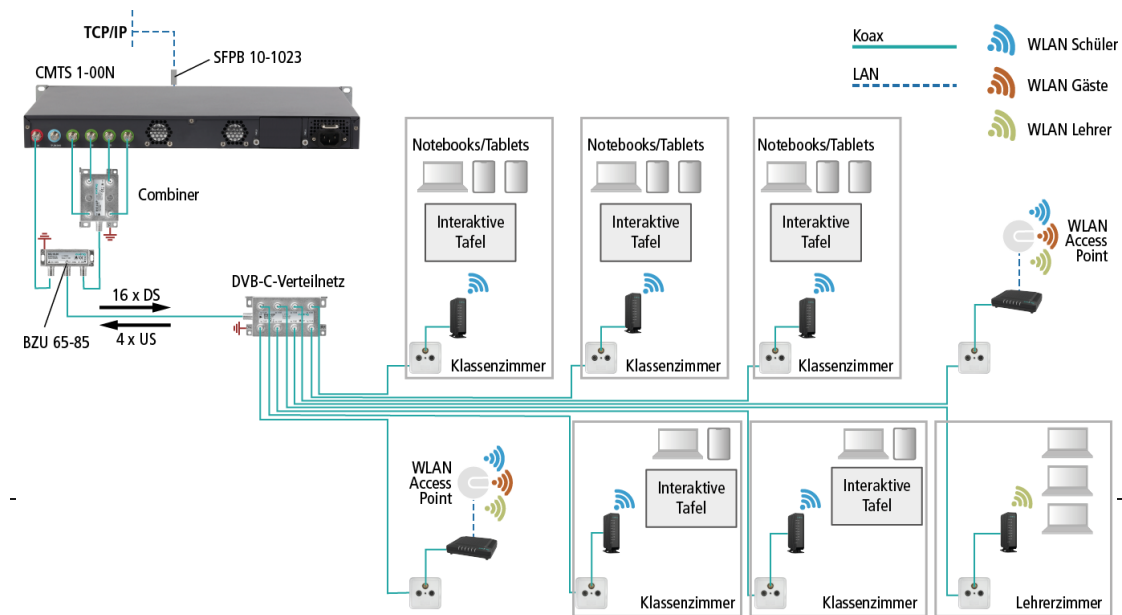 TCP/IP
SFPB 10-1023
CMTS 1-00N
Koax
LAN
WLAN Schüler
WLAN Gäste
WLAN Lehrer
Combiner
BZU 65-85
16 x DS
4 x US
DVB-C-Verteilnetz
Notebooks/Tablets
Interaktive
Tafel
Klassenzimmer
Notebooks/Tablets
Interaktive
Tafel
Klassenzimmer
Notebooks/Tablets
Interaktive
Tafel
Klassenzimmer
WLAN
Access
Point
WLAN
Access
Point
Interaktive
Tafel
Klassenzimmer
Interaktive
Tafel
Klassenzimmer
Lehrerzimmer